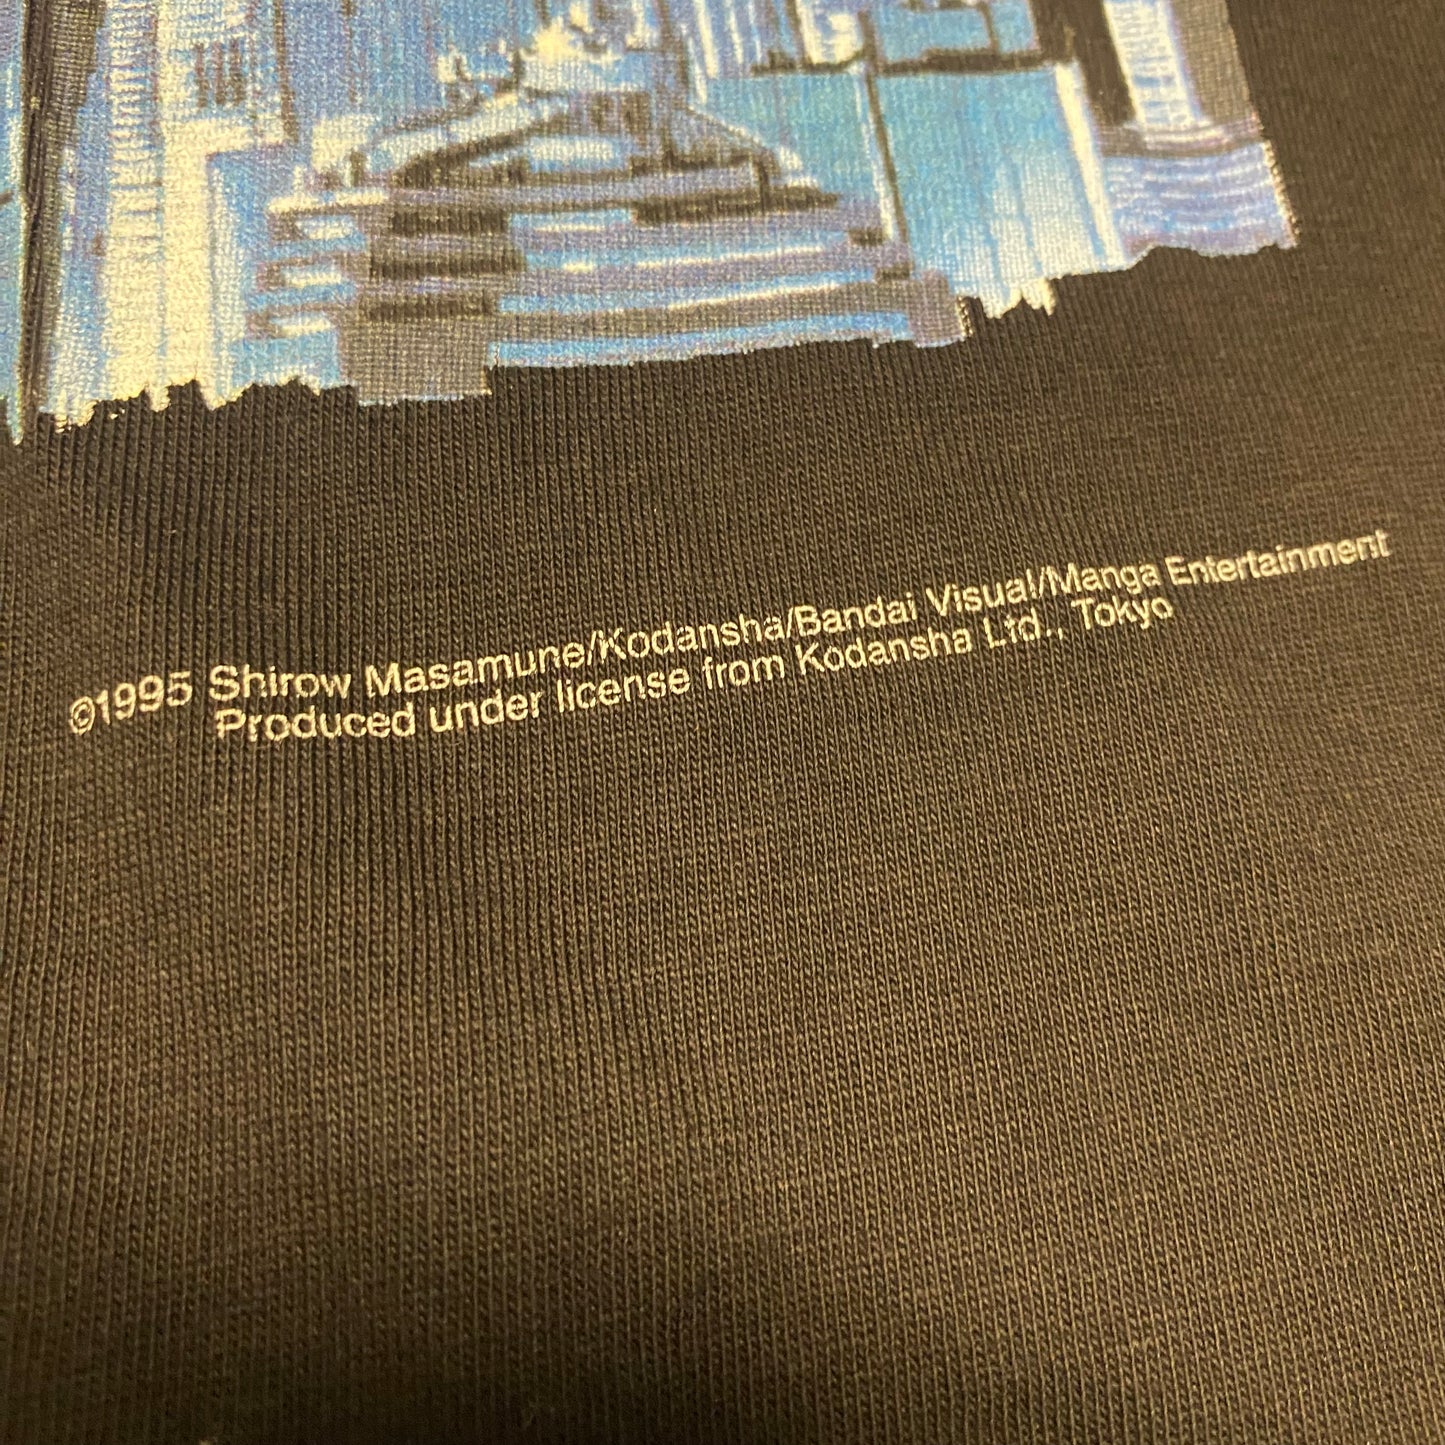 ©1995 Shirow Masamune/Kodansha/Bandai Visual/Manga Entertainment
Produced under license from Kodansha Ltd., Tokyo